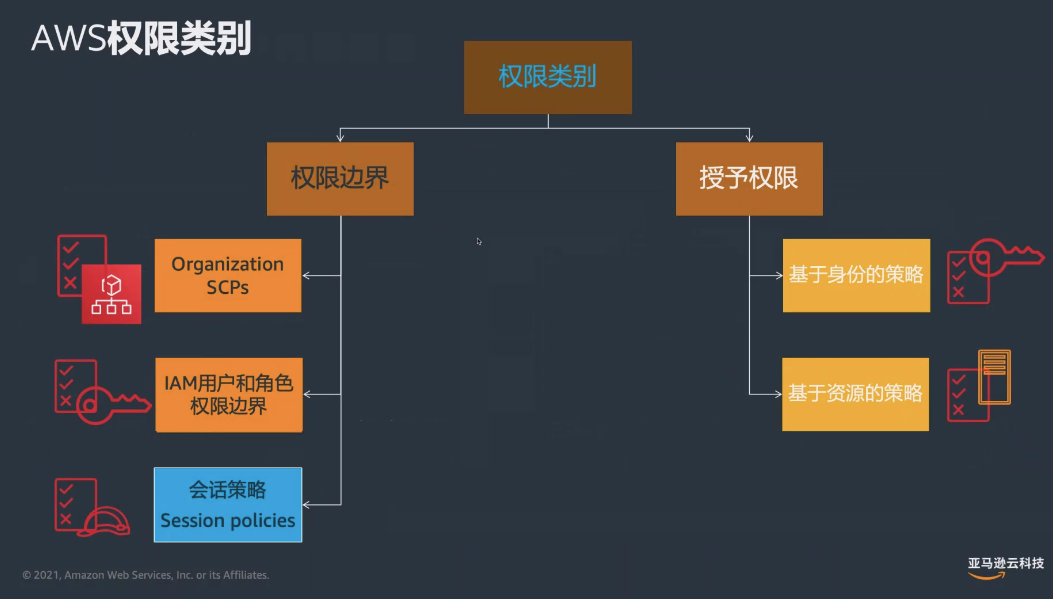 AWS权限类别
权限类别
权限边界
授予权限
Organization
SCPs
基于身份的策略
IAM用户和角色
权限边界
基于资源的策略
会话策略
Session policies
© 2021, Amazon Web Services, Inc. or its Affiliates.
亚马逊云科技